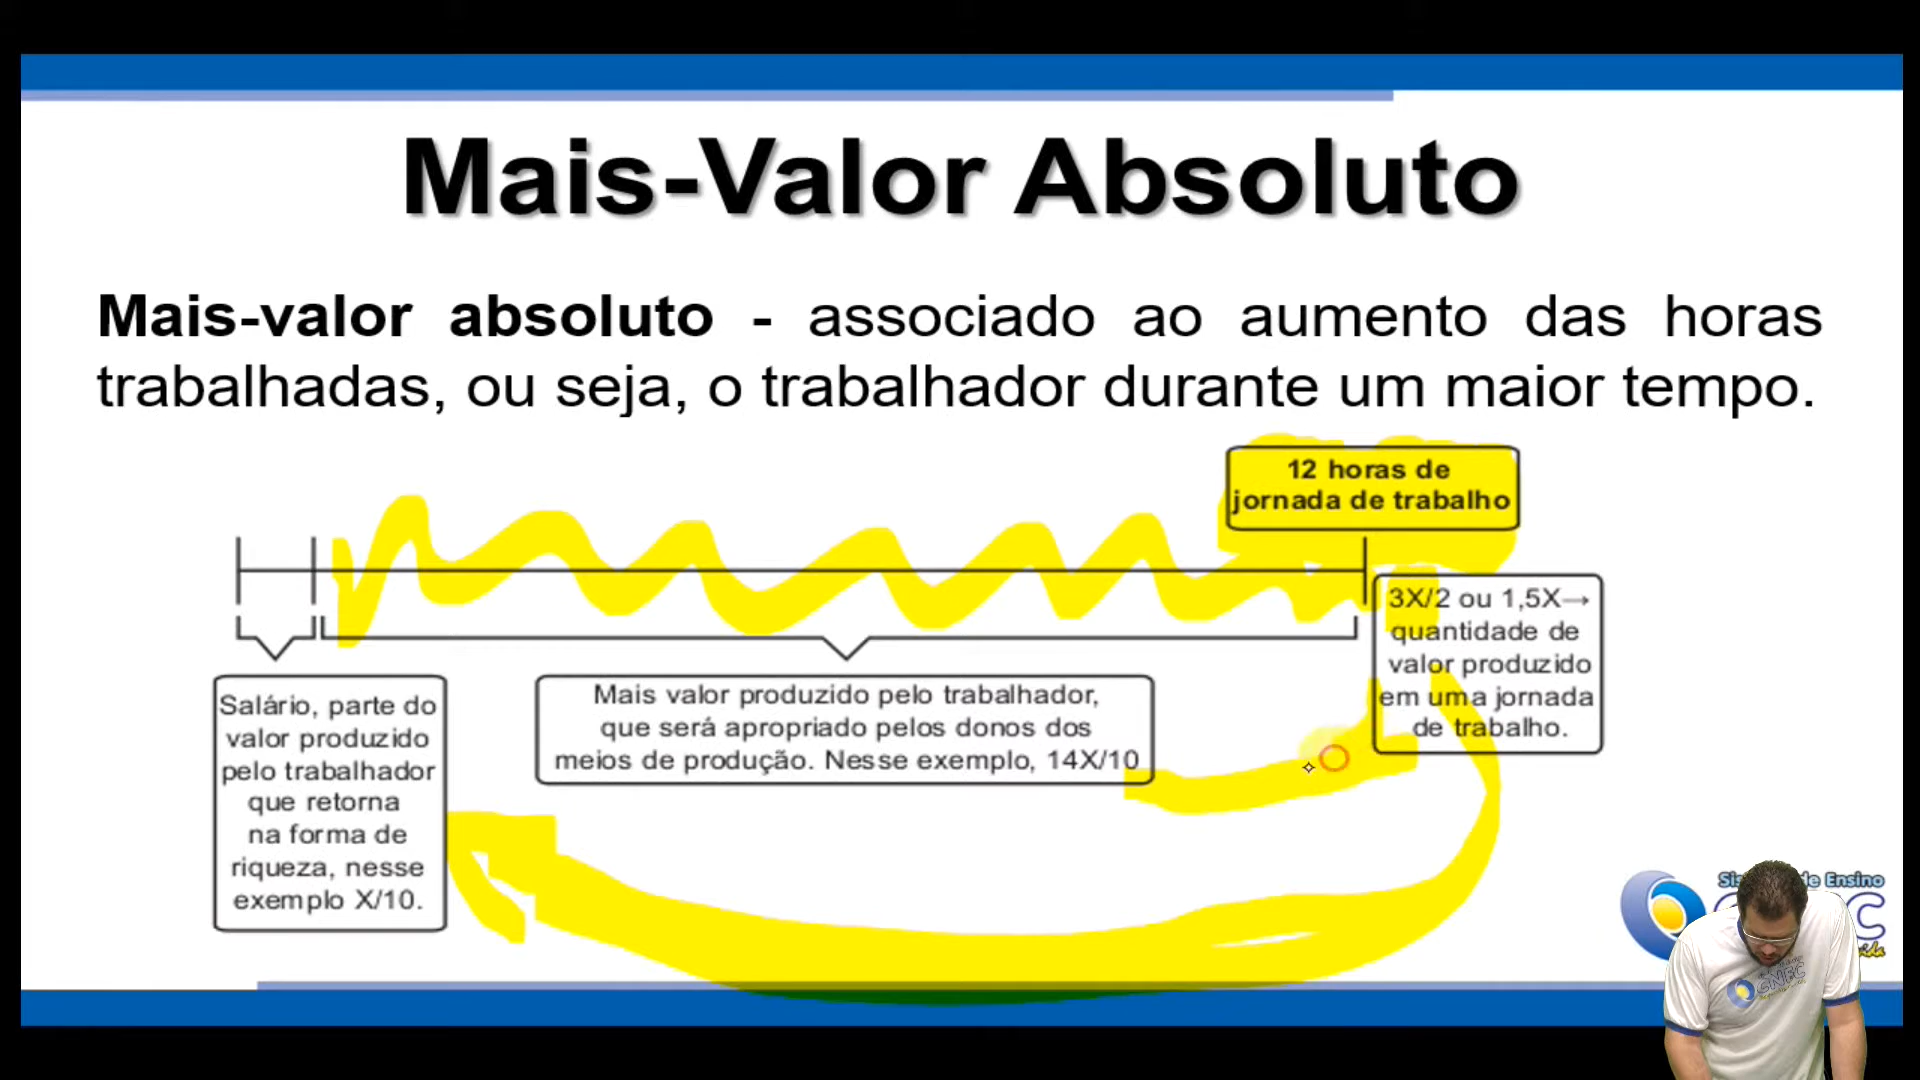 Mais-Valor Absoluto
Mais-valor absoluto - associado ao aumento das horas
trabalhadas, ou seja, o trabalhador durante um maior tempo.
12 horas de
jornada de trabalho
3X/2 ou 1,5X→
quantidade de
valor produzido
em uma jornada
de trabalho.
Salário, parte do
valor produzido
pelo trabalhador
que retorna
na forma de
riqueza, nesse
exemplo X/10.
Mais valor produzido pelo trabalhador,
que será apropriado pelos donos dos
meios de produção. Nesse exemplo, 14X/10
de Ensino